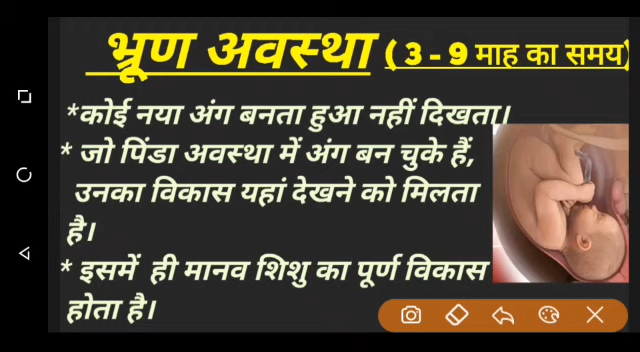 भ्रूण अवस्था ( 3 - 9 माह का समय)
*कोई नया अंग बनता हुआ नहीं दिखता।
* जो पिंडा अवस्था में अंग बन चुके हैं,
उनका विकास यहां देखने को मिलता
है।
* इसमें ही मानव शिशु का पूर्ण विकास
होता है।